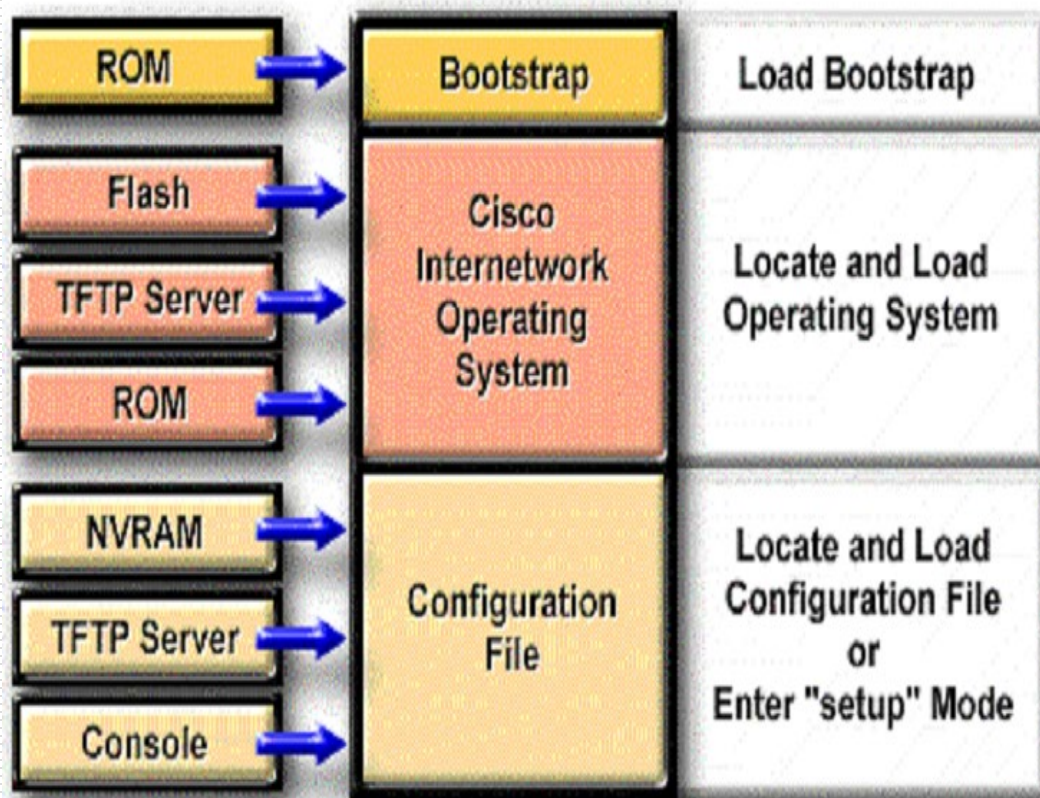 ROM
Bootstrap
Load Bootstrap
Flash
TFTP Server
ROM
Cisco
Internetwork
Operating
System
Locate and Load
Operating System
NVRAM
TFTP Server
Console
Configuration
File
Locate and Load
Configuration File
or
Enter "setup" Mode